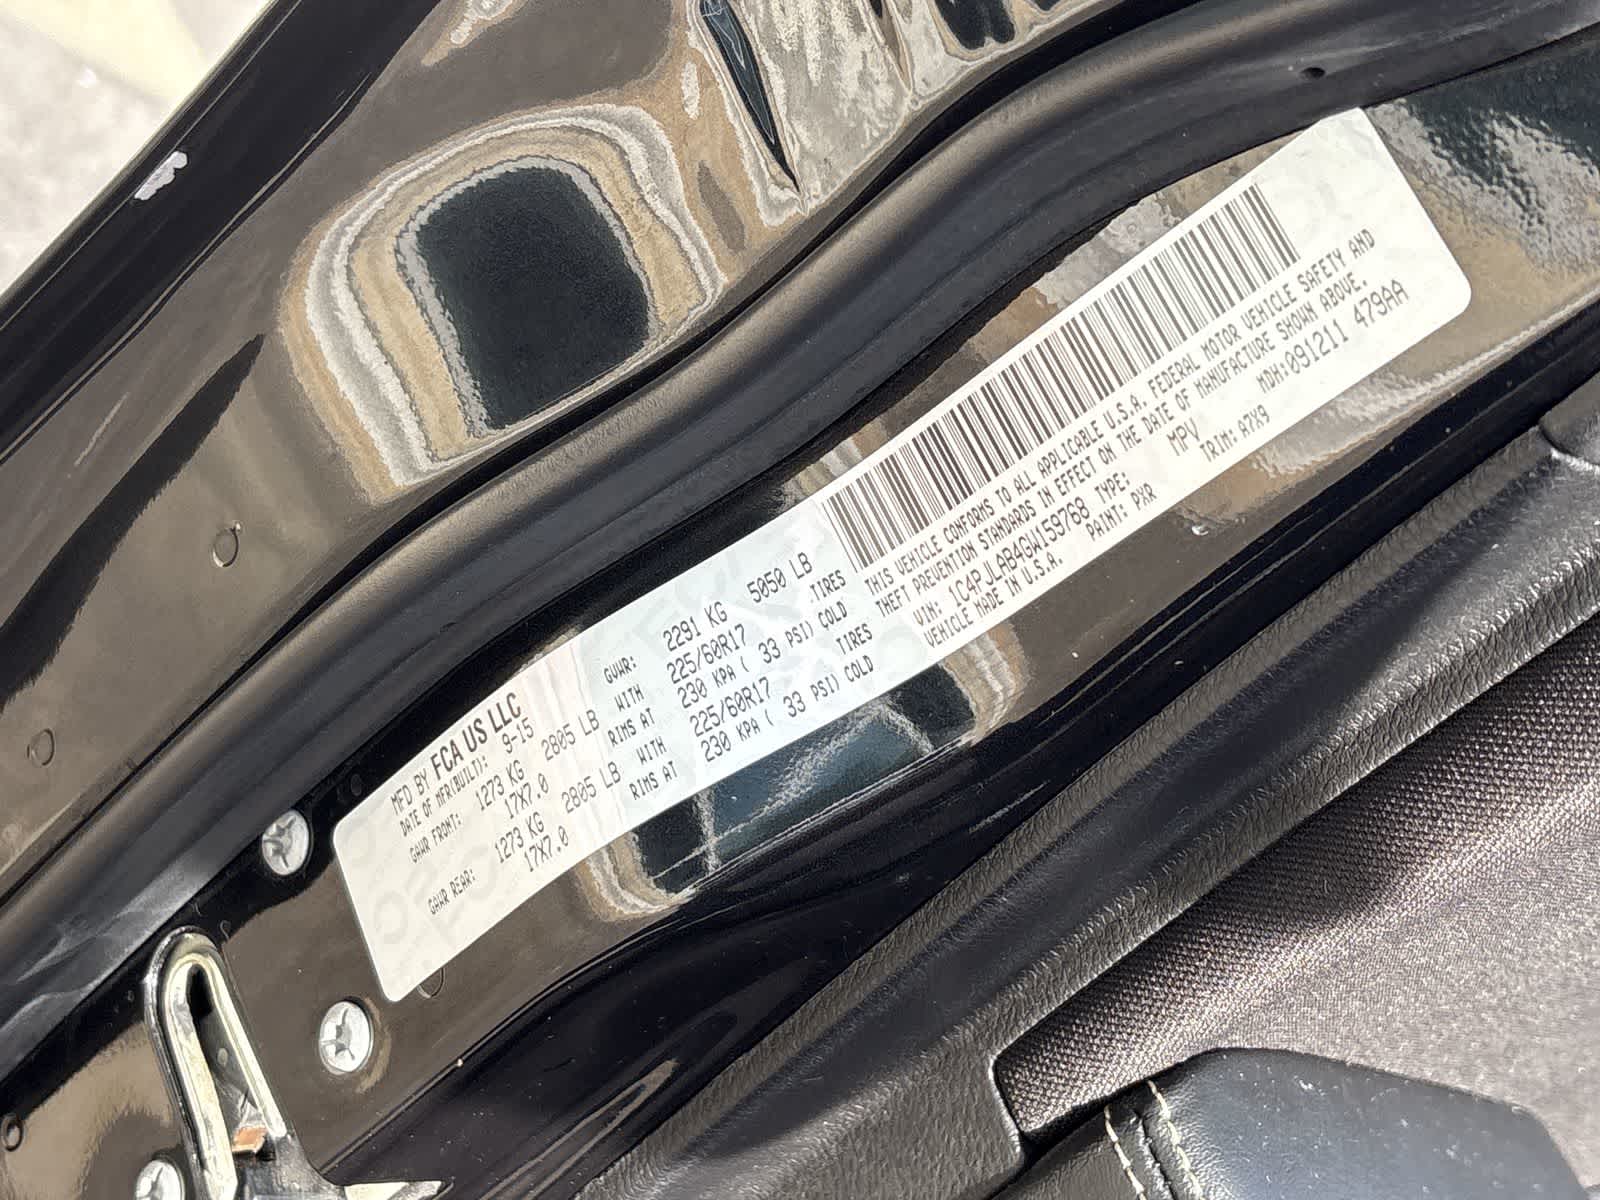 MFD BY FCA US LLC
DATE OF MFR(BUILT): 9-15 GVWR: 2291 KG 5050 LB
GAWR FRONT: 1273 KG 2805 LB WITH 225/60R17 TIRES
17X7.0 RIMS AT 230 KPA ( 33 PSI) COLD
GAWR REAR: 1273 KG 2805 LB WITH 225/60R17 TIRES
17X7.0 RIMS AT 230 KPA ( 33 PSI) COLD
THIS VEHICLE CONFORMS TO ALL APPLICABLE U.S.A. FEDERAL MOTOR VEHICLE SAFETY AND
THEFT PREVENTION STANDARDS IN EFFECT ON THE DATE OF MANUFACTURE SHOWN ABOVE.
VIN: 1C4PJLAB4GW159768 TYPE: MPV MDH:091211 479AA
VEHICLE MADE IN U.S.A. PAINT: PXR TRIM: A7X9